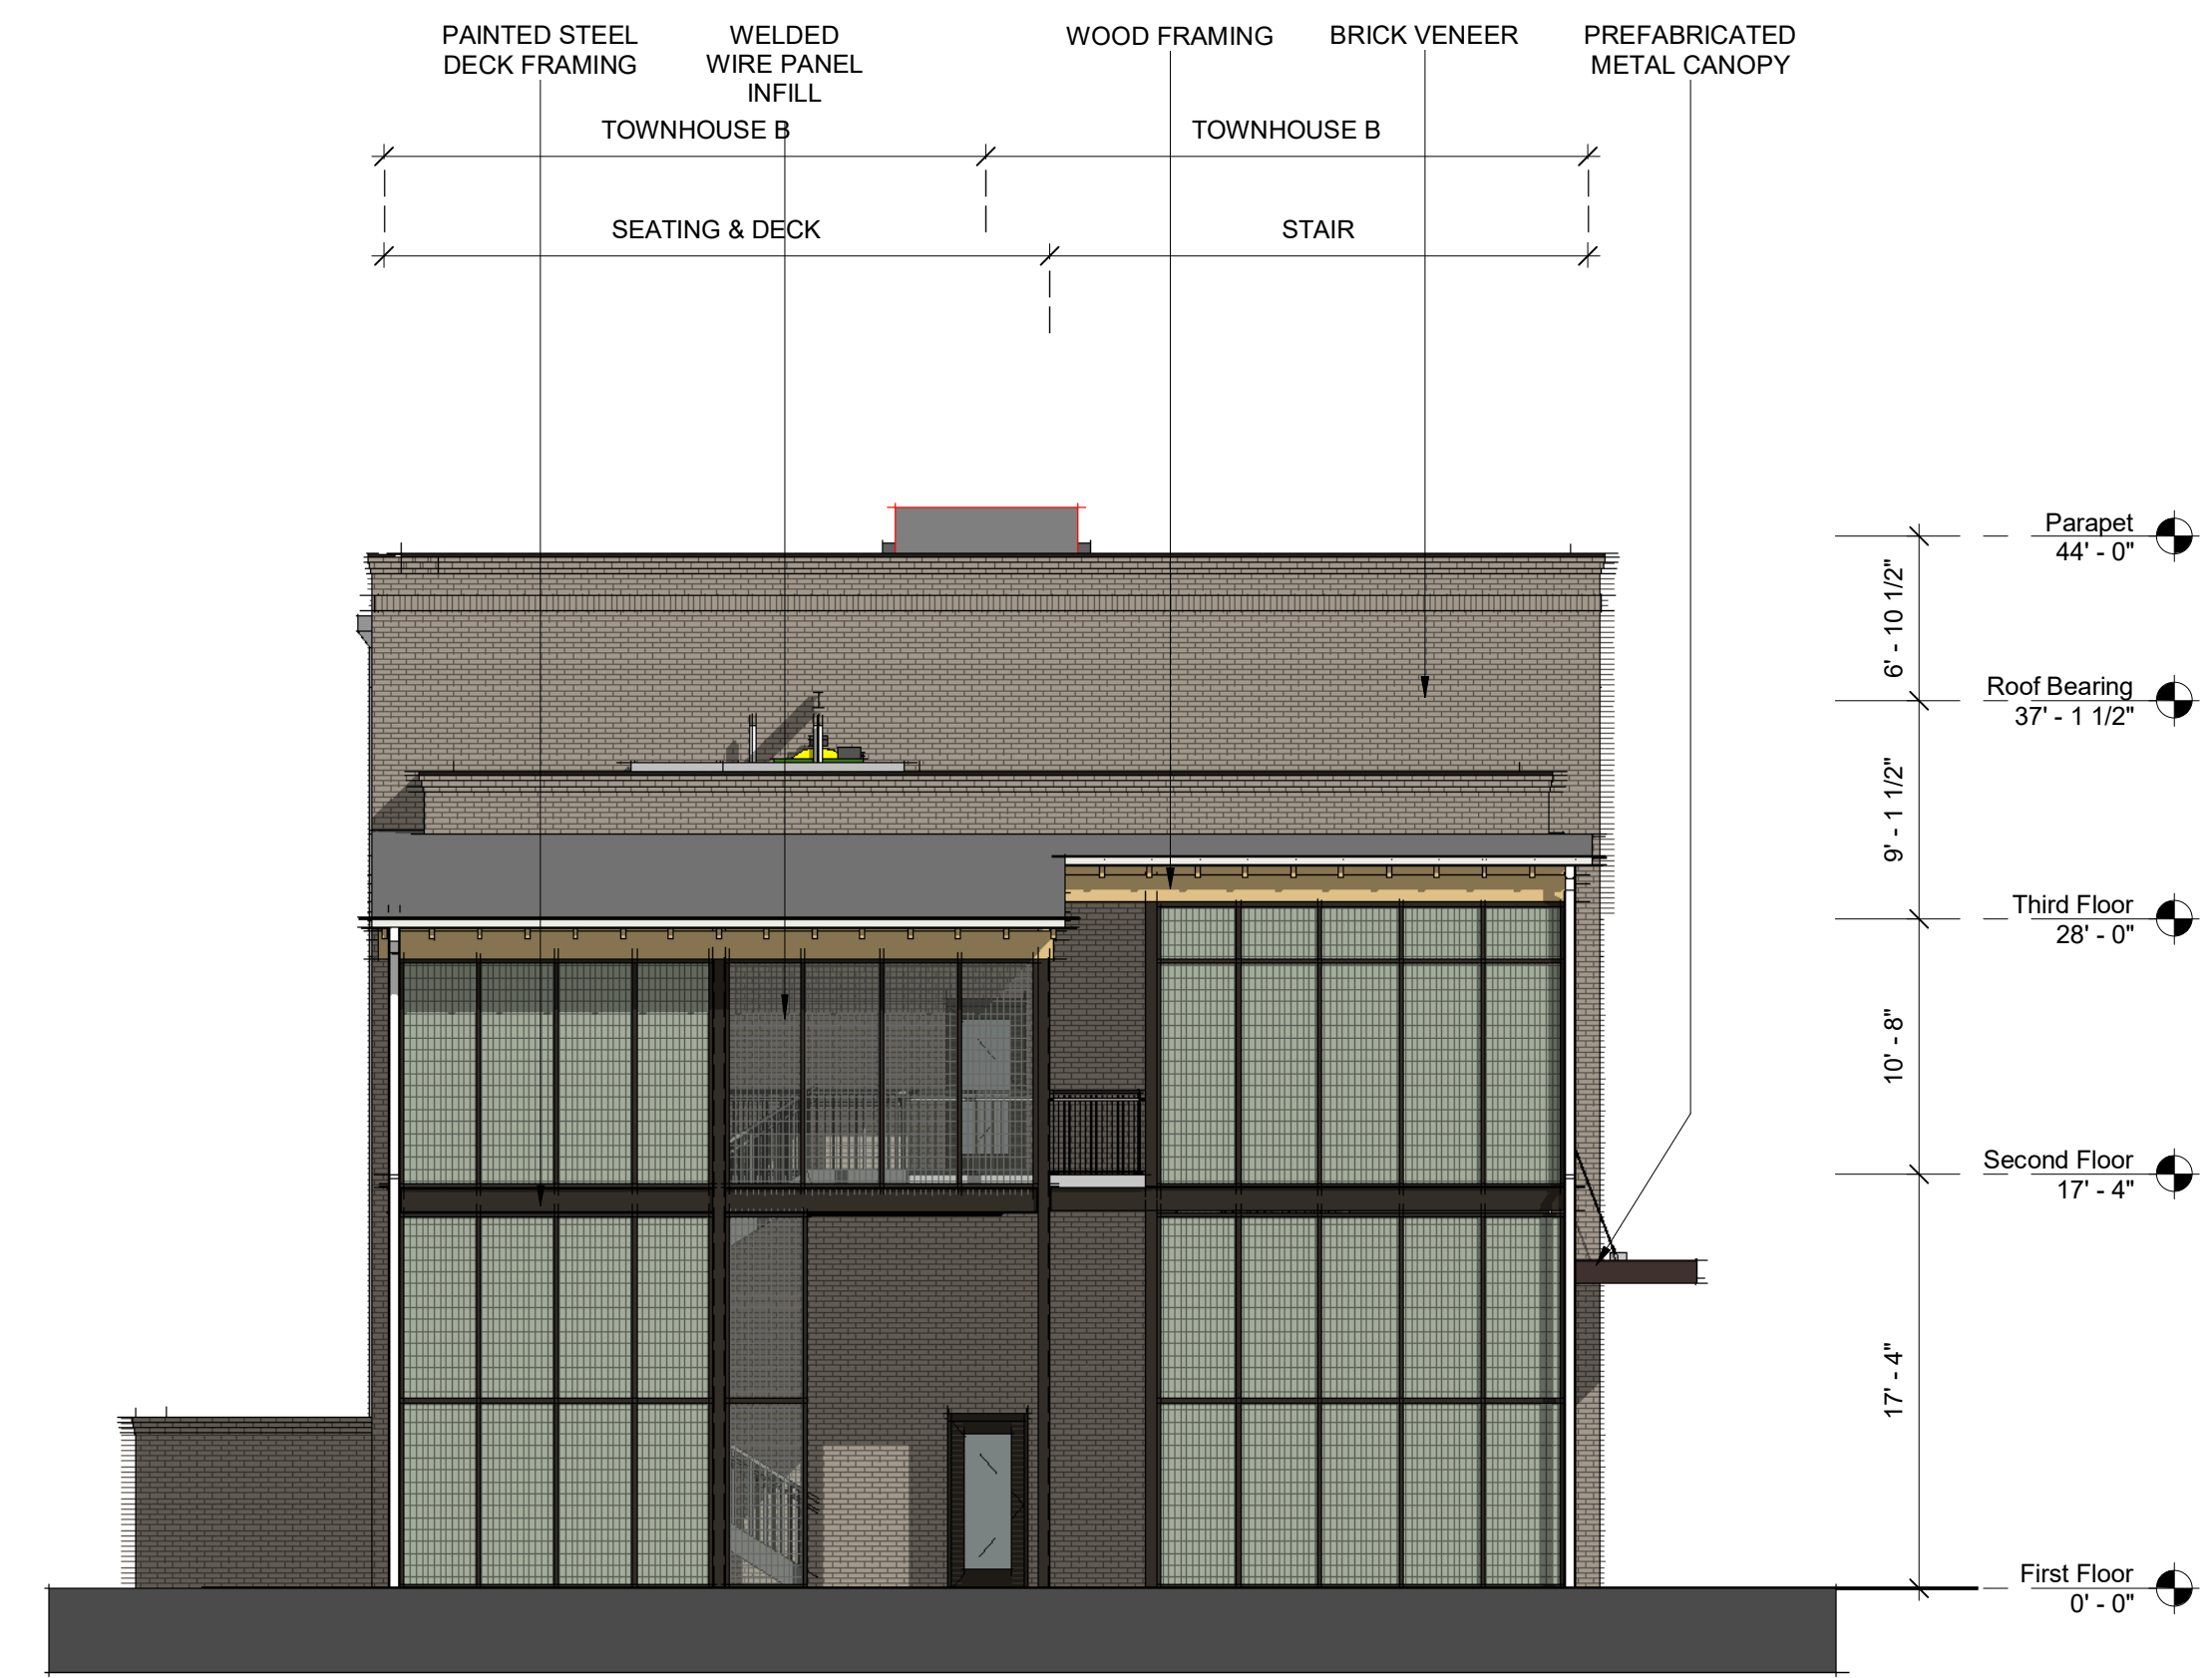 PAINTED STEEL
DECK FRAMING
WELDED
WIRE PANEL
INFILL
WOOD FRAMING
BRICK VENEER
PREFABRICATED
METAL CANOPY
TOWNHOUSE B
TOWNHOUSE B
SEATING & DECK
STAIR
Parapet
44' - 0"
6' - 10 1/2"
Roof Bearing
37' - 1 1/2"
9' - 1 1/2"
Third Floor
28' - 0"
10' - 8"
Second Floor
17' - 4"
17' - 4"
First Floor
0' - 0"